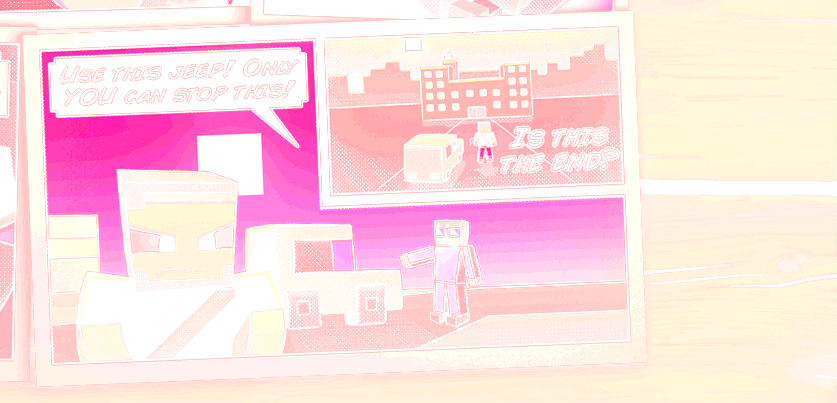 USE THIS JEEP! ONLY
YOU CAN STOP THIS!
IS THIS
THE END?